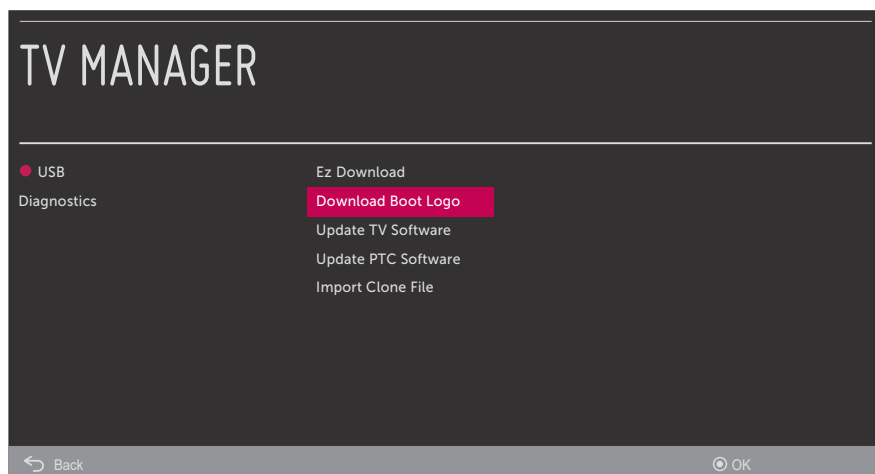 TV MANAGER
USB
Diagnostics
Ez Download
Download Boot Logo
Update TV Software
Update PTC Software
Import Clone File
Back
OK